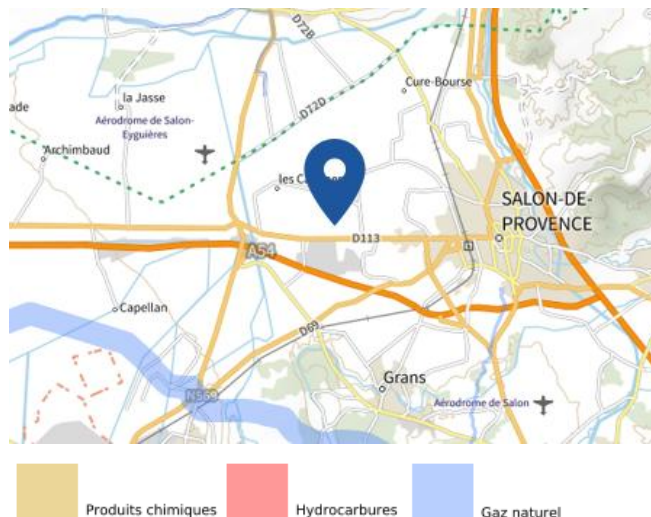 D72B
Cure-Bourse
ade
la Jasse
D72D
Aérodrome de Salon-
Eyguières
Archimbaud
SALON-DE-
PROVENCE
D113
A54
Capellan
D69
Grans
N569
Aérodrome de Salon
Produits chimiques
Hydrocarbures
Gaz naturel